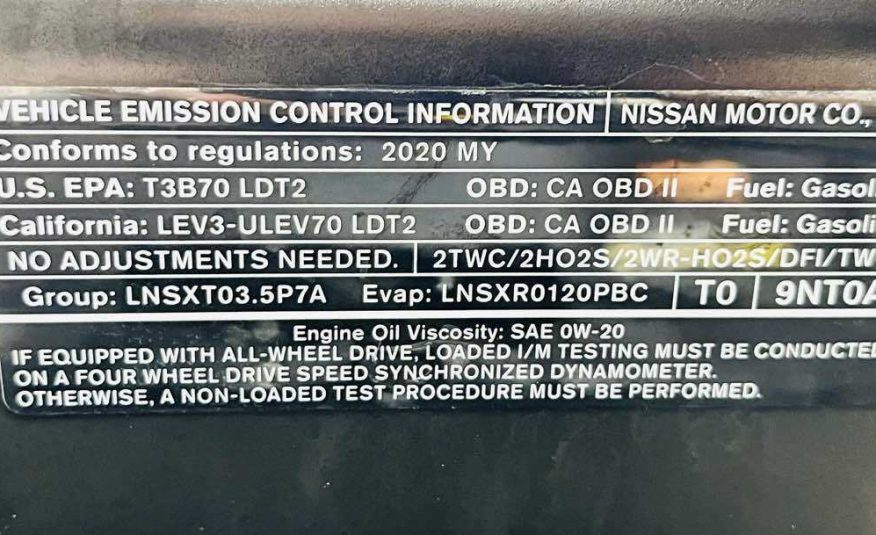 VEHICLE EMISSION CONTROL INFORMATION NISSAN MOTOR CO.,
Conforms to regulations: 2020 MY
U.S. EPA: T3B70 LDT2 OBD: CA OBD II Fuel: Gasoli
California: LEV3-ULEV70 LDT2 OBD: CA OBD II Fuel: Gasoli
NO ADJUSTMENTS NEEDED. 2TWC/2HO2S/2WR-HO2S/DFI/TW
Group: LNSXT03.5P7A Evap: LNSXR0120PBC T0 9NT0A
Engine Oil Viscosity: SAE 0W-20
IF EQUIPPED WITH ALL-WHEEL DRIVE, LOADED I/M TESTING MUST BE CONDUCTED
ON A FOUR WHEEL DRIVE SPEED SYNCHRONIZED DYNAMOMETER.
OTHERWISE, A NON-LOADED TEST PROCEDURE MUST BE PERFORMED.